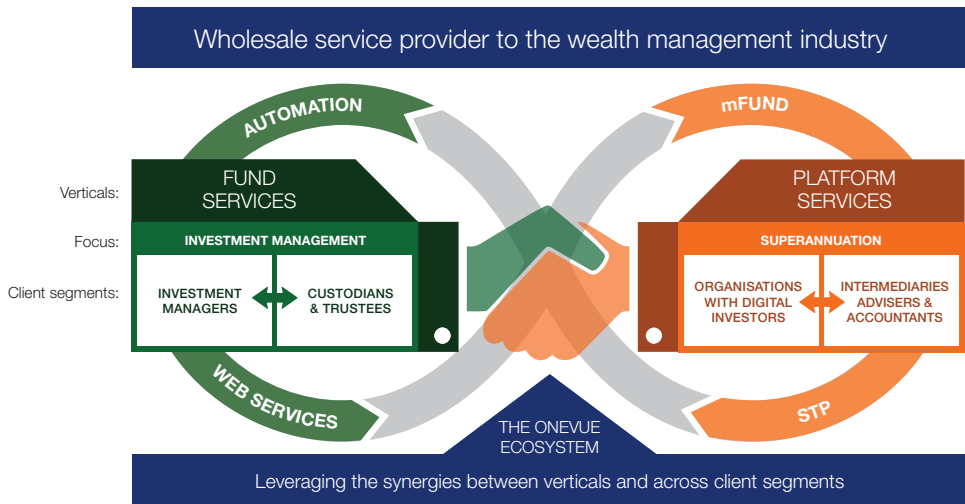 Wholesale service provider to the wealth management industry
AUTOMATION
mFUND
Verticals:
FUND
SERVICES
PLATFORM
SERVICES
Focus:
INVESTMENT MANAGEMENT
SUPERANNUATION
Client segments:
INVESTMENT
MANAGERS
CUSTODIANS
& TRUSTEES
ORGANISATIONS
WITH DIGITAL
INVESTORS
INTERMEDIARIES
ADVISERS &
ACCOUNTANTS
WEB SERVICES
STP
THE ONEVUE
ECOSYSTEM
Leveraging the synergies between verticals and across client segments